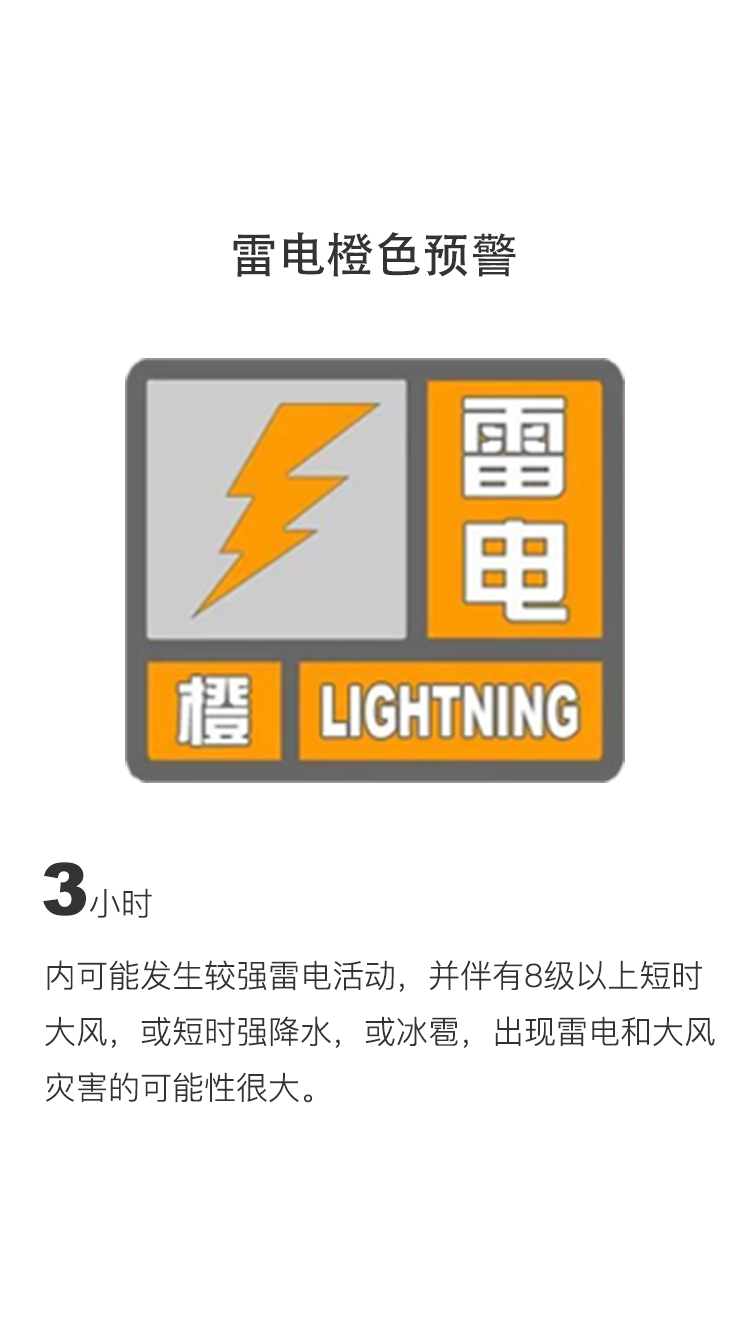 雷电橙色预警
雷
电
橙
LIGHTNING
3小时
内可能发生较强雷电活动，并伴有8级以上短时
大风，或短时强降水，或冰雹，出现雷电和大风
灾害的可能性很大。